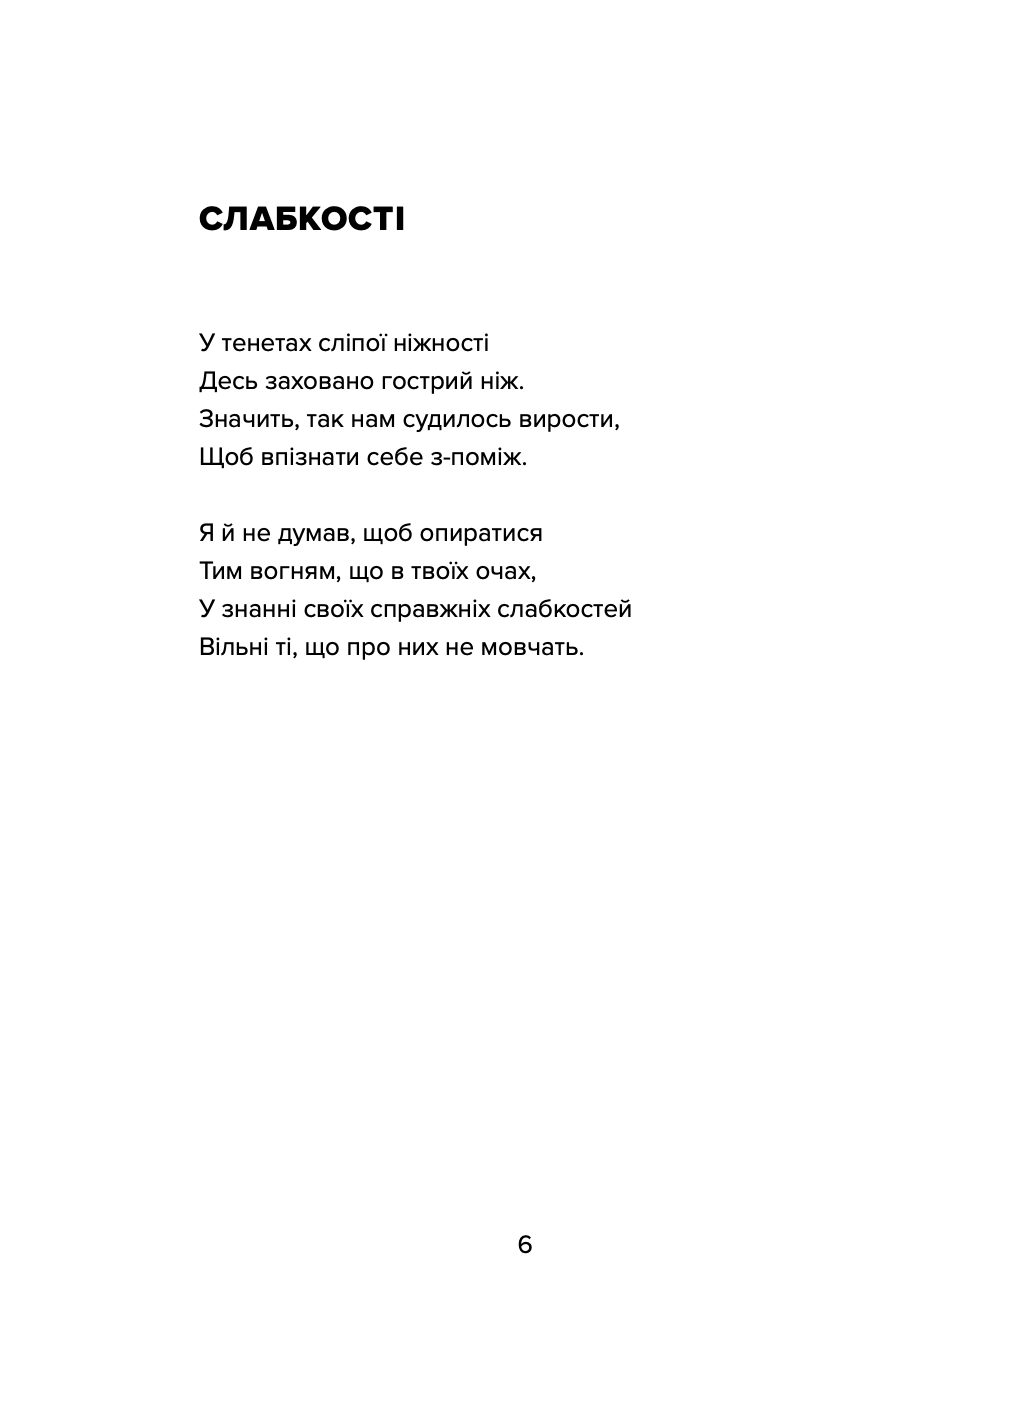 СЛАБКОСТІ
У тенетах сліпої ніжності
Десь заховано гострий ніж.
Значить, так нам судилось вирости,
Щоб впізнати себе з-поміж.
Я й не думав, щоб опиратися
Тим вогням, що в твоїх очах,
У знанні своїх справжніх слабкостей
Вільні ті, що про них не мовчать.
6